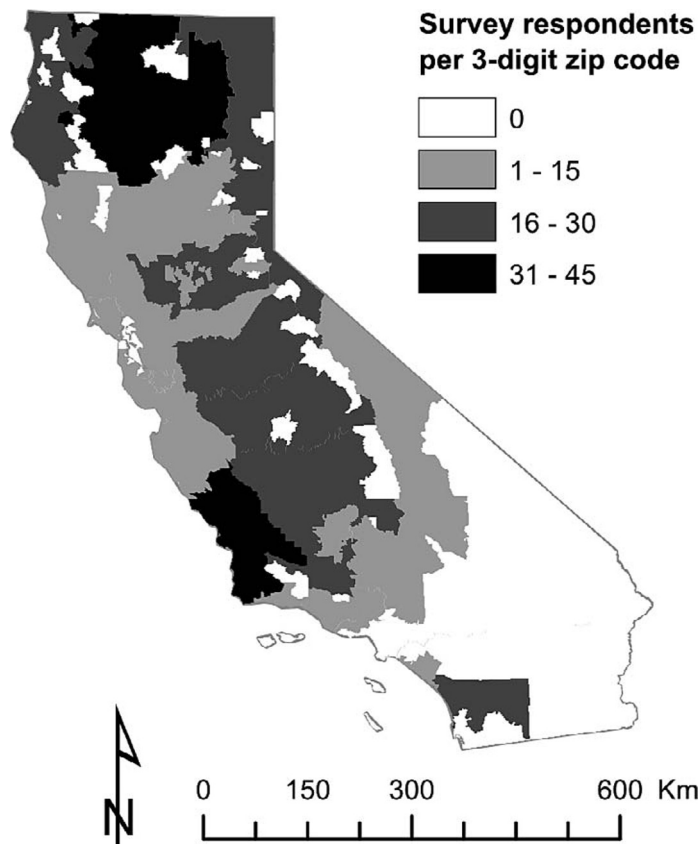 Survey respondents
per 3-digit zip code
0
1 - 15
16 - 30
31 - 45
N
0 150 300 600 Km